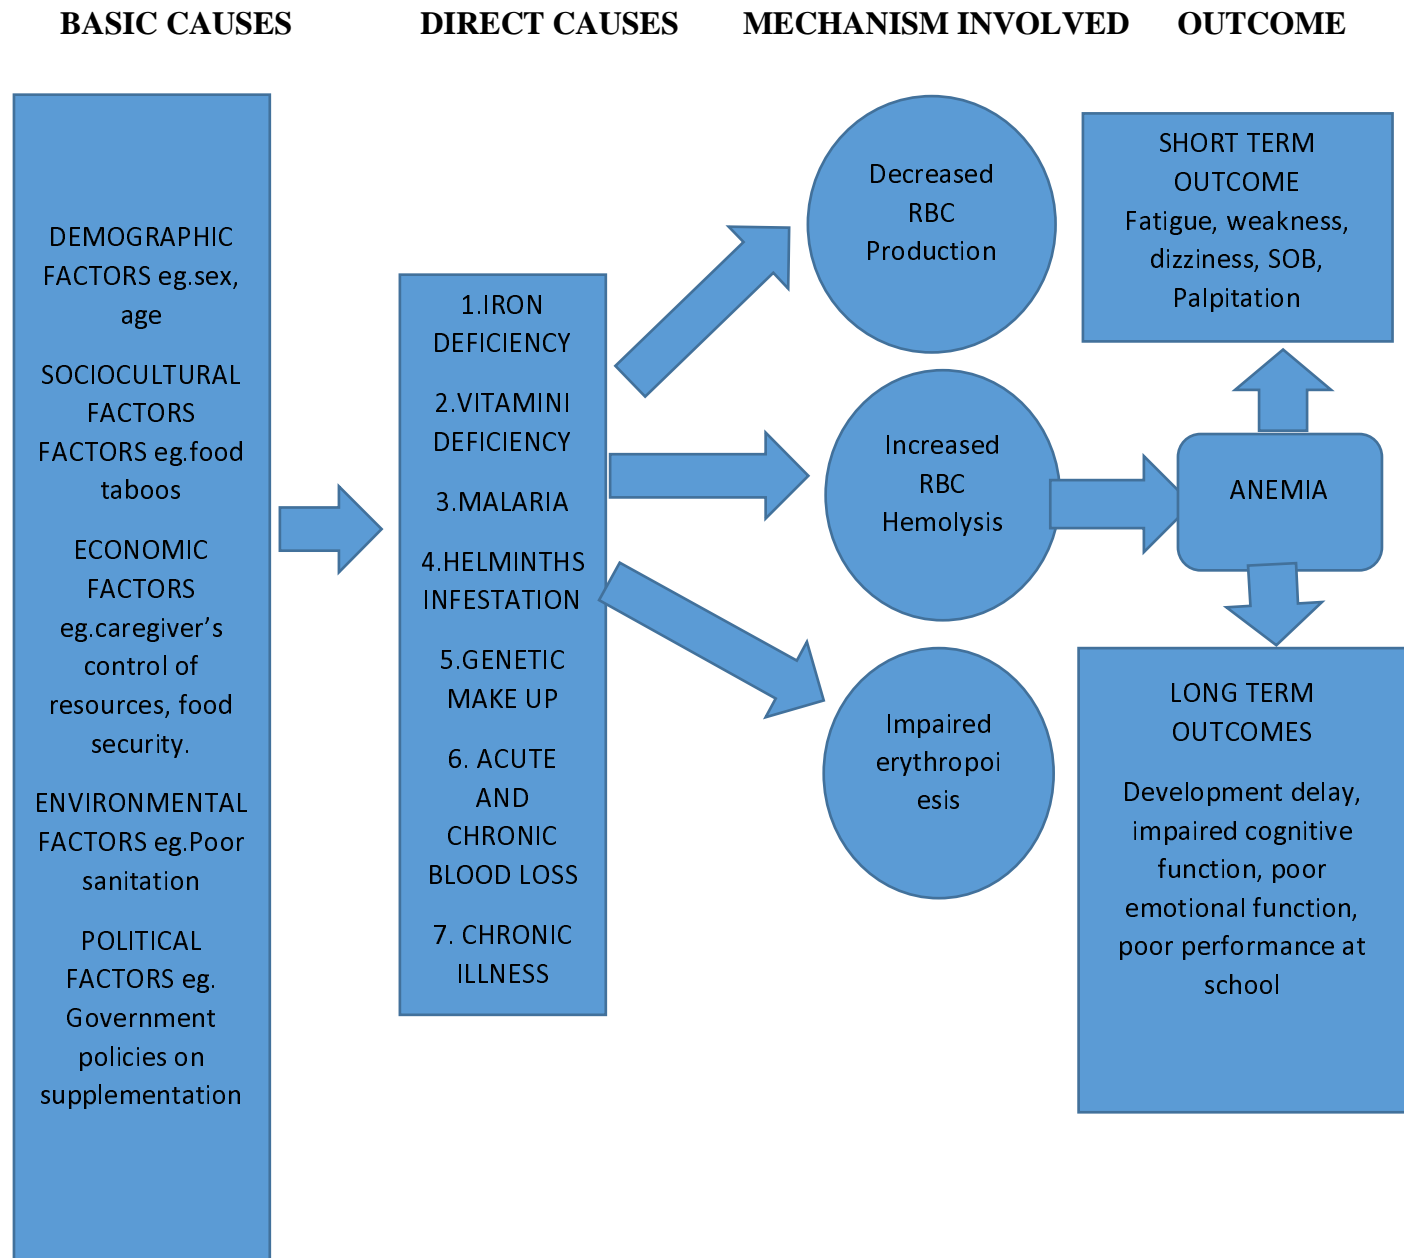 BASIC CAUSES
DIRECT CAUSES
MECHANISM INVOLVED
OUTCOME
DEMOGRAPHIC
FACTORS eg.sex,
age
SOCIOCULTURAL
FACTORS
FACTORS eg.food
taboos
ECONOMIC
FACTORS
eg.caregiver’s
control of
resources, food
security.
ENVIRONMENTAL
FACTORS eg.Poor
sanitation
POLITICAL
FACTORS eg.
Government
policies on
supplementation
1.IRON
DEFICIENCY
2.VITAMINI
DEFICIENCY
3.MALARIA
4.HELMINTHS
INFESTATION
5.GENETIC
MAKE UP
6. ACUTE
AND
CHRONIC
BLOOD LOSS
7. CHRONIC
ILLNESS
Decreased
RBC
Production
Increased
RBC
Hemolysis
Impaired
erythropoi
esis
SHORT TERM
OUTCOME
Fatigue, weakness,
dizziness, SOB,
Palpitation
ANEMIA
LONG TERM
OUTCOMES
Development delay,
impaired cognitive
function, poor
emotional function,
poor performance at
school